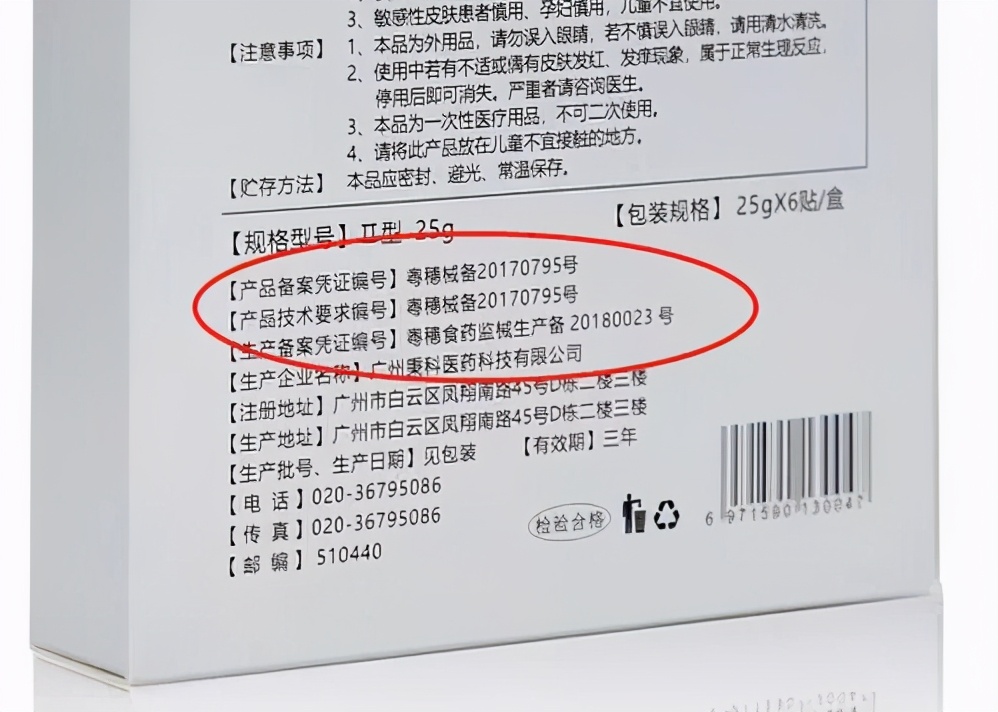 3、敏感性皮肤患者慎用、孕妇慎用，儿童不宜使用。
【注意事项】 1、本品为外用品，请勿误入眼睛，若不慎误入眼睛，请用清水清洗。
2、使用中若有不适或偶有皮肤发红、发痒现象，属于正常生现反应，
停用后即可消失。严重者请咨询医生。
3、本品为一次性医疗用品，不可二次使用。
4、请将此产品放在儿童不宜接触的地方。
【贮存方法】 本品应密封、避光、常温保存。
【规格型号】Ⅱ型 25g 【包装规格】25gX6贴/盒
【产品备案凭证编号】粤穗械备20170795号
【产品技术要求编号】粤穗械备20170795号
【生产备案凭证编号】粤穗食药监械生产备 20180023 号
【生产企业名称】广州秉科医药科技有限公司
【注册地址】广州市白云区凤翔南路45号D栋二楼三楼
【生产地址】广州市白云区凤翔南路45号D栋二楼三楼
【生产批号、生产日期】见包装 【有效期】三年
【电 话】020-36795086
【传 真】020-36795086
【邮 编】510440
检验合格